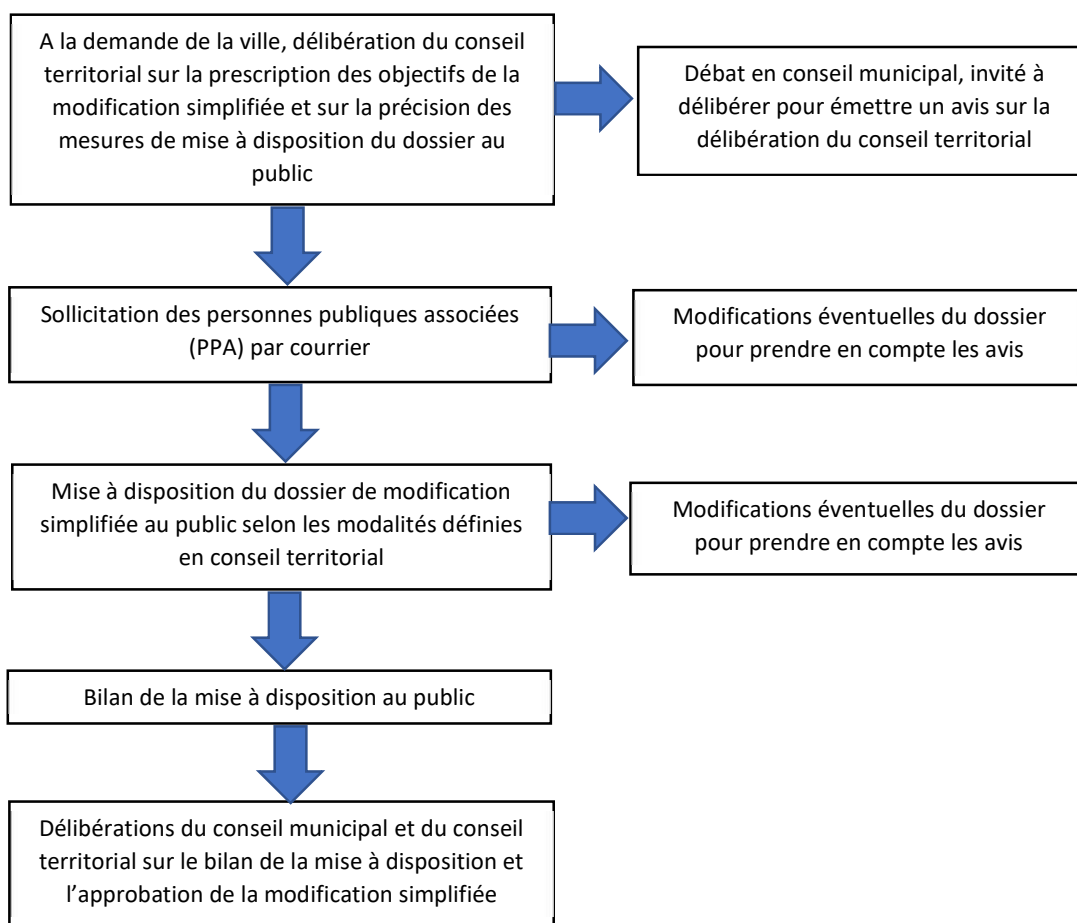 A la demande de la ville, délibération du conseil
territorial sur la prescription des objectifs de la
modification simplifiée et sur la précision des
mesures de mise à disposition du dossier au
public
Débat en conseil municipal, invité à
délibérer pour émettre un avis sur la
délibération du conseil territorial
Sollicitation des personnes publiques associées
(PPA) par courrier
Modifications éventuelles du dossier
pour prendre en compte les avis
Mise à disposition du dossier de modification
simplifiée au public selon les modalités définies
en conseil territorial
Modifications éventuelles du dossier
pour prendre en compte les avis
Bilan de la mise à disposition au public
Délibérations du conseil municipal et du conseil
territorial sur le bilan de la mise à disposition et
l’approbation de la modification simplifiée